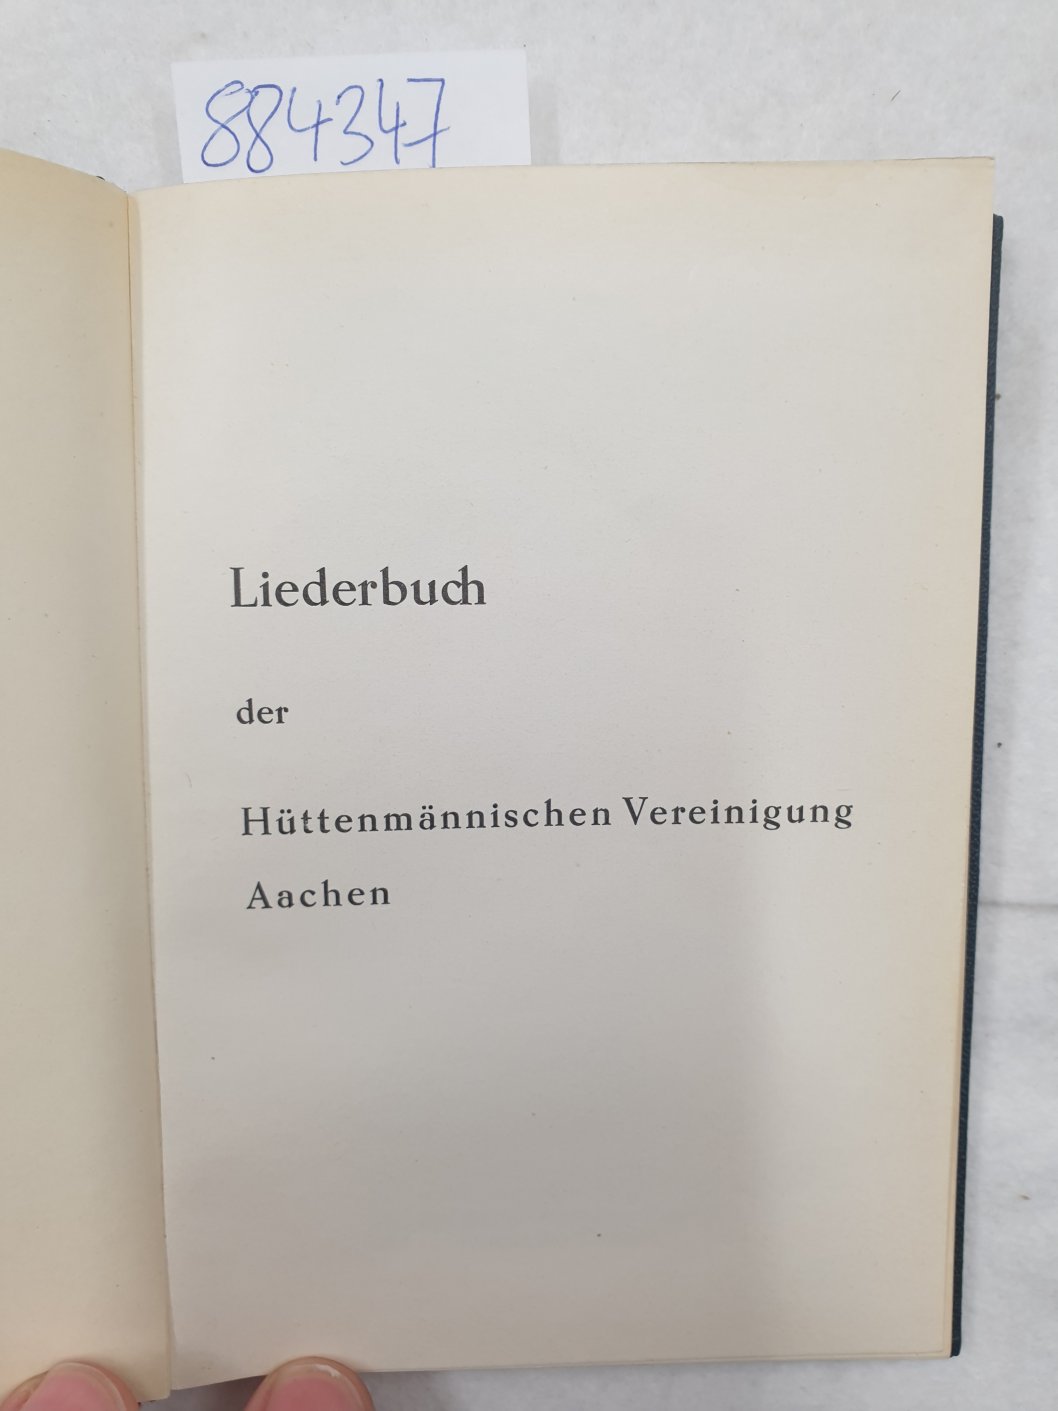 884347
Liederbuch
der
Hüttenmännischen Vereinigung
Aachen